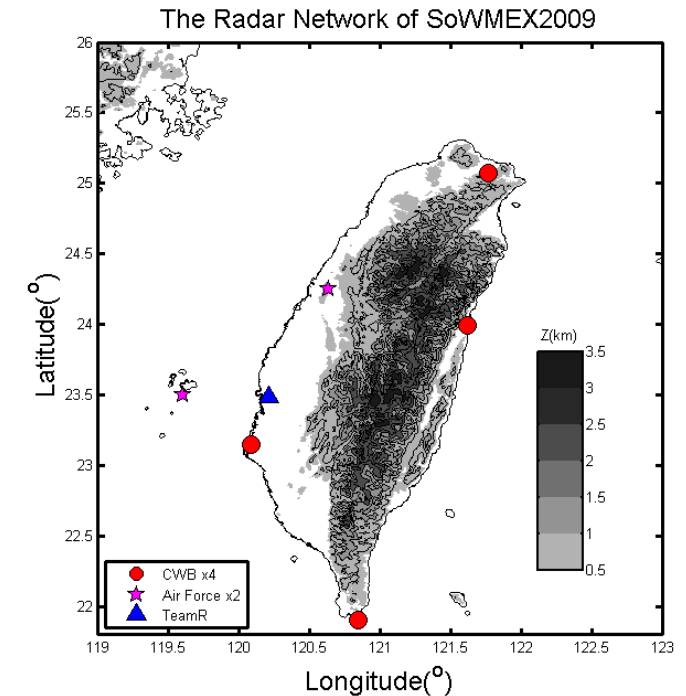 The Radar Network of SoWMEX2009
26
25.5
25
24.5
24
23.5
23
22.5
22
Latitude(°)
Z(km)
3.5
3
2.5
2
1.5
1
0.5
CWB x4
Air Force x2
TeamR
119 119.5 120 120.5 121 121.5 122 122.5 123
Longitude(°)